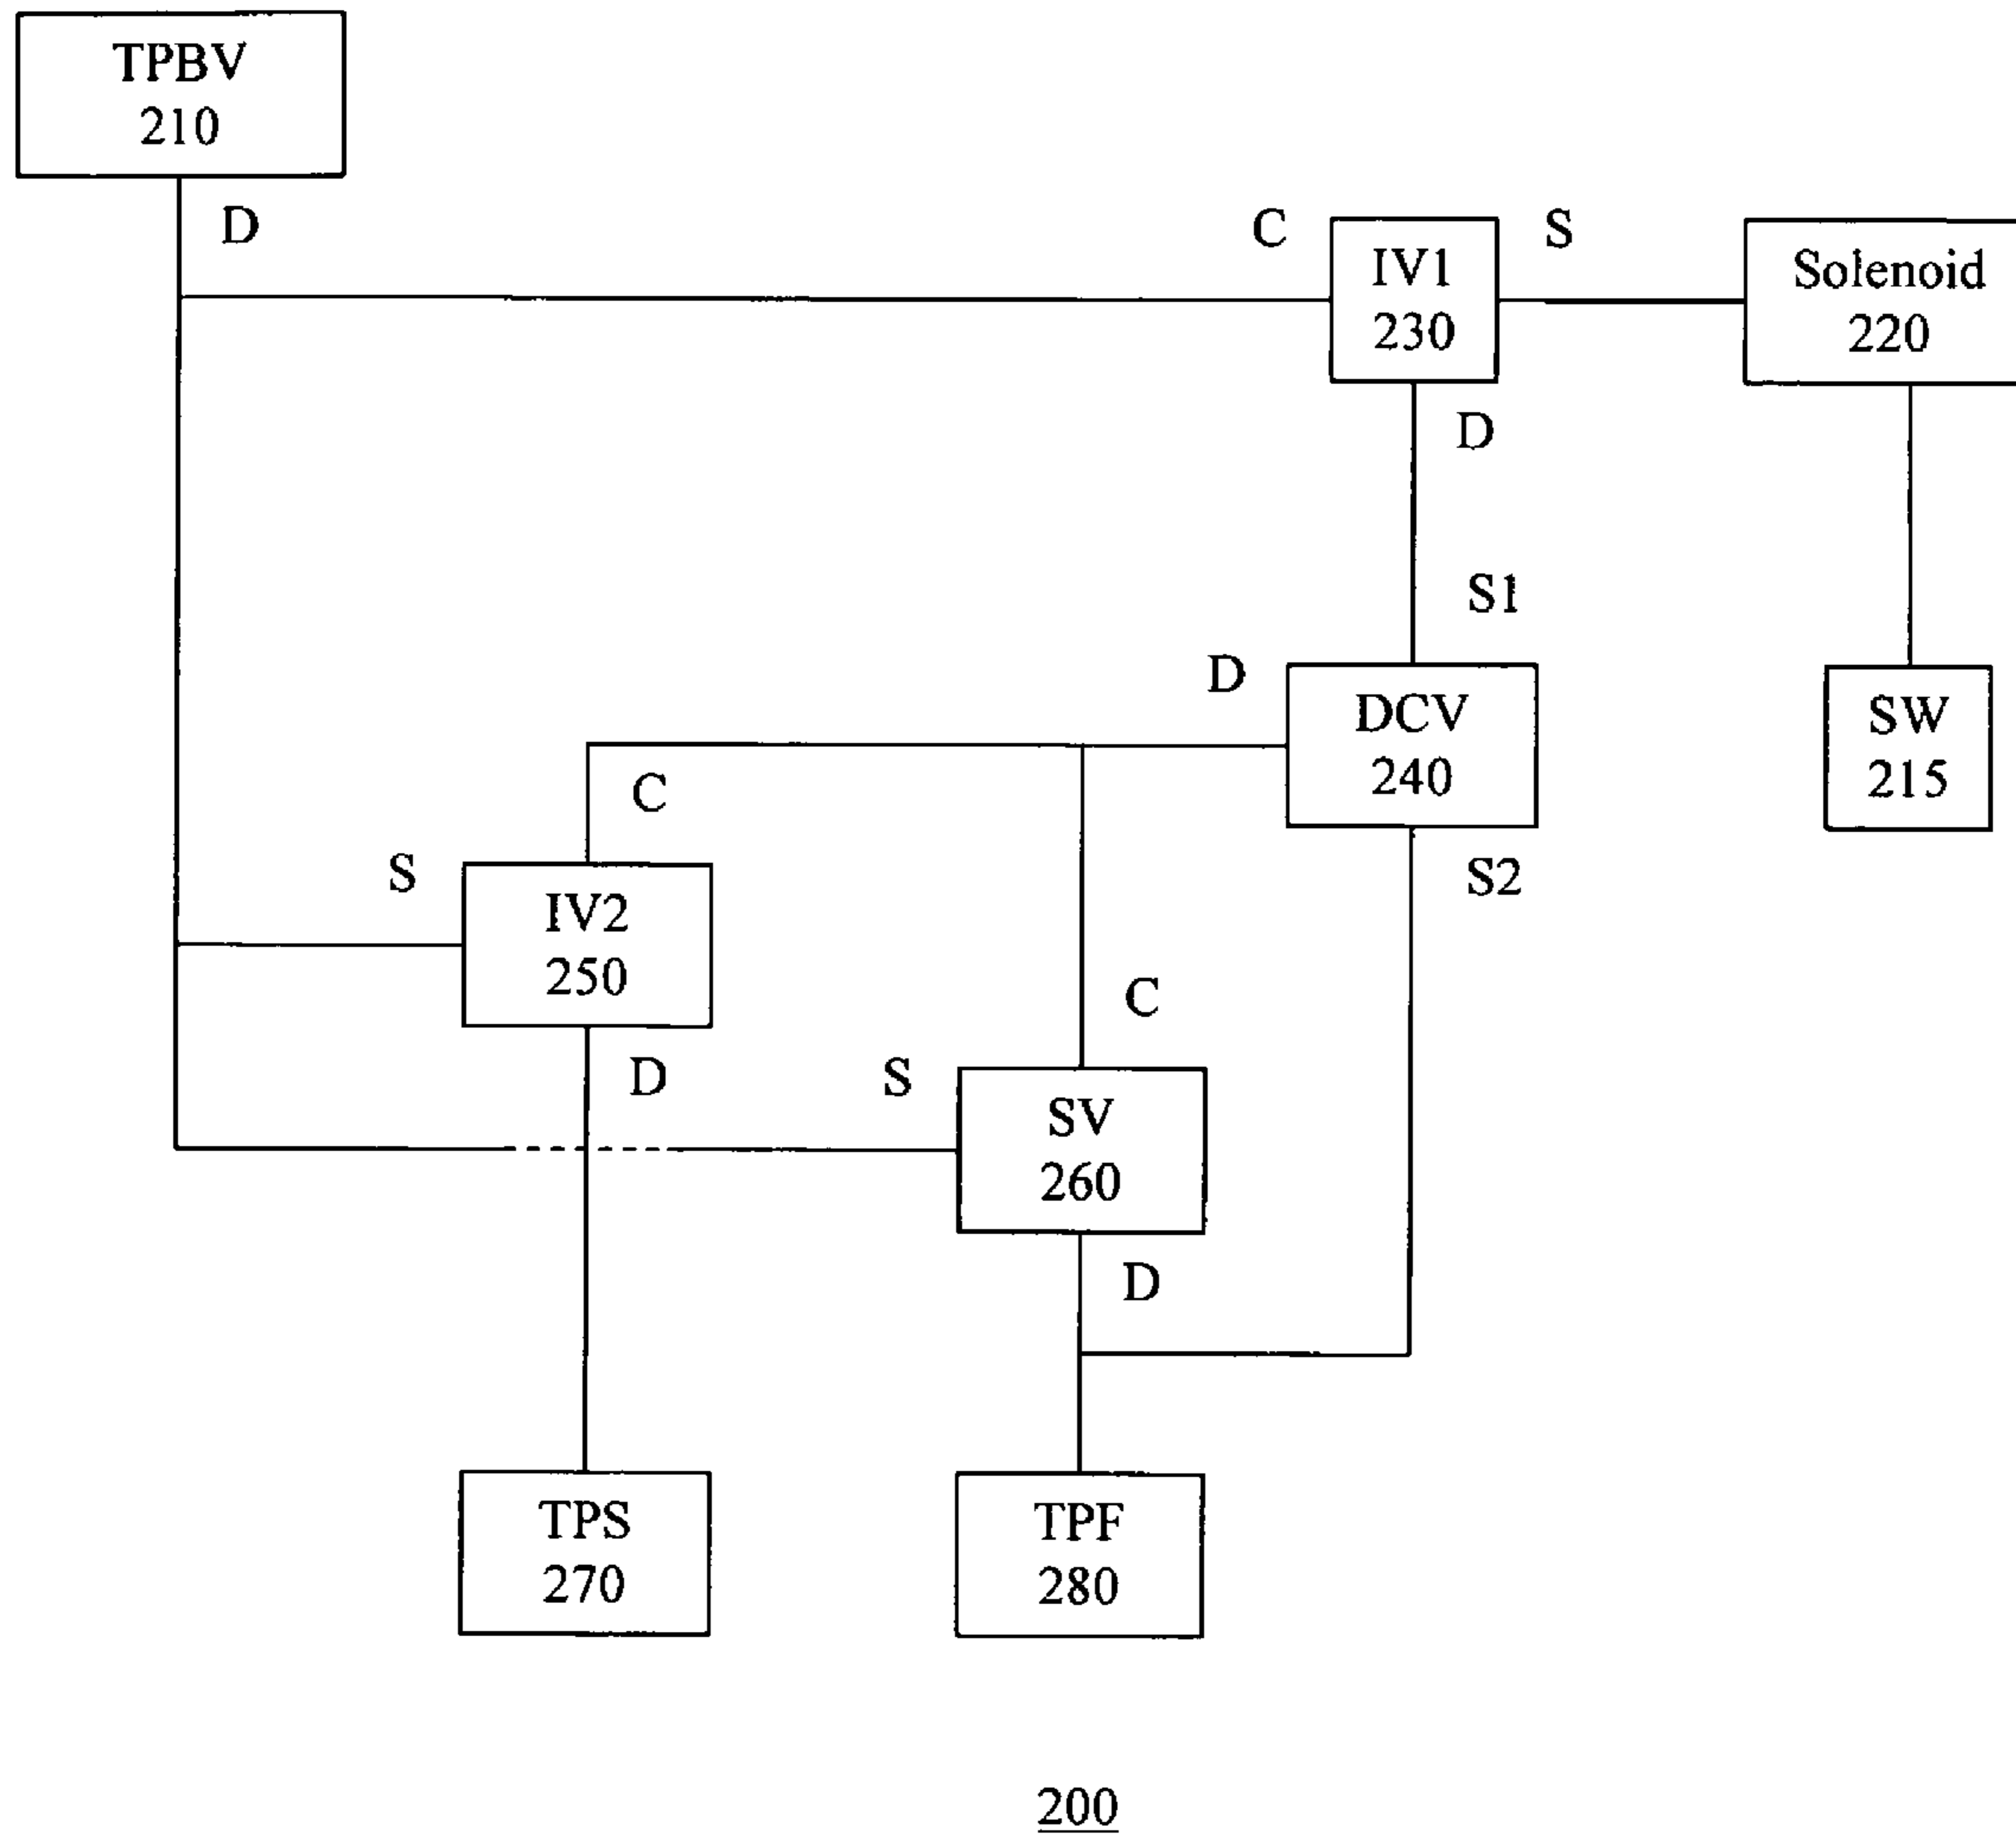 TPBV
210
D
C
IV1
230
S
Solenoid
220
D
S1
D
DCV
240
SW
215
C
S
IV2
250
S2
C
D
S
SV
260
D
TPS
270
TPF
280
200